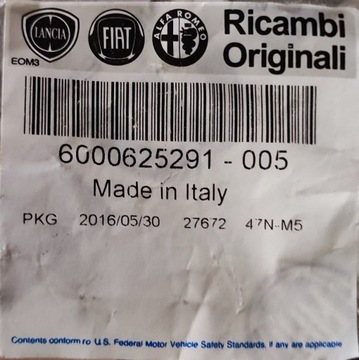 LANCIA FIAT ALFA ROMEO Ricambi
EOM3 Originali
6000625291 - 005
Made in Italy
PKG 2016/05/30 27672 47N-M5
Contents conform to U.S. Federal Motor Vehicle Safety Standards, if any are applicable